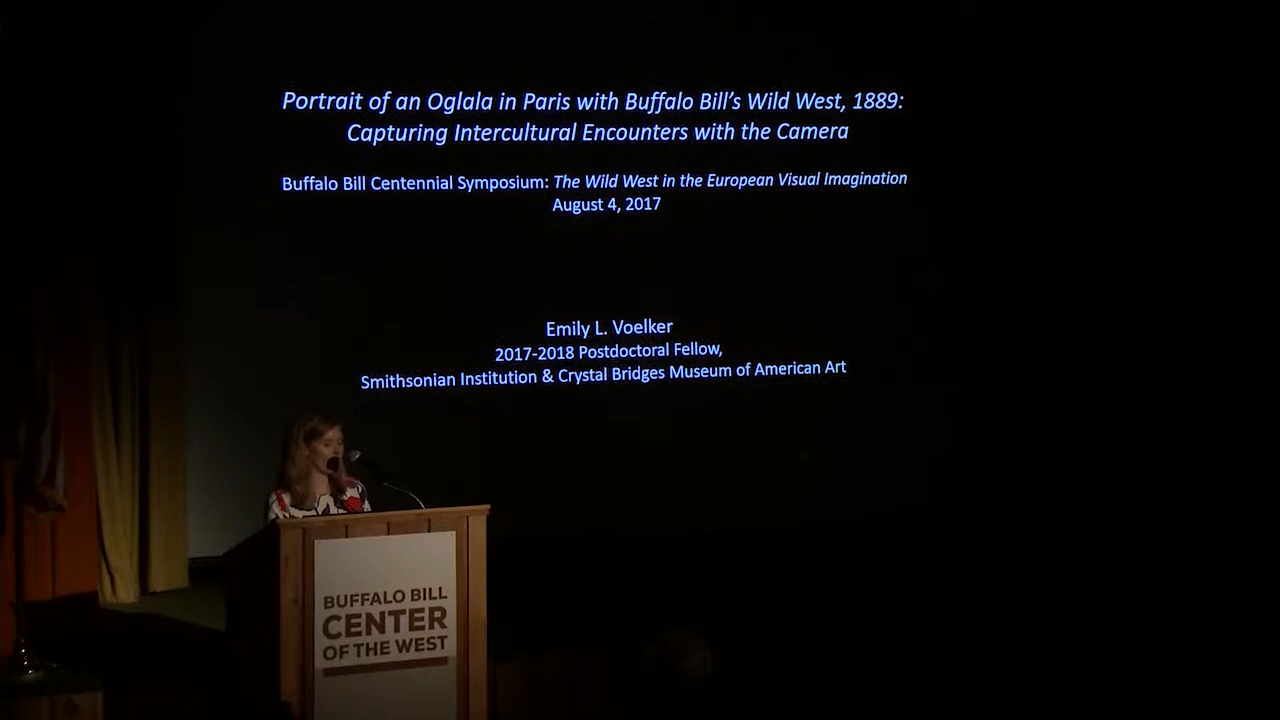 Portrait of an Oglala in Paris with Buffalo Bill's Wild West, 1889:
Capturing Intercultural Encounters with the Camera
Buffalo Bill Centennial Symposium: The Wild West in the European Visual Imagination
August 4, 2017
Emily L. Voelker
2017-2018 Postdoctoral Fellow,
Smithsonian Institution & Crystal Bridges Museum of American Art
BUFFALO BILL
CENTER
OF THE WEST